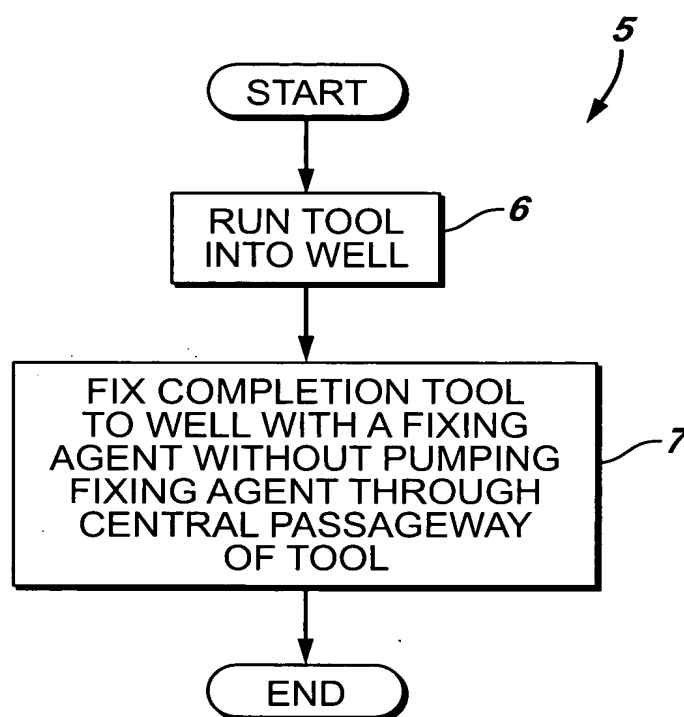 5
START
RUN TOOL
INTO WELL
6
FIX COMPLETION TOOL
TO WELL WITH A FIXING
AGENT WITHOUT PUMPING
FIXING AGENT THROUGH
CENTRAL PASSAGEWAY
OF TOOL
7
END